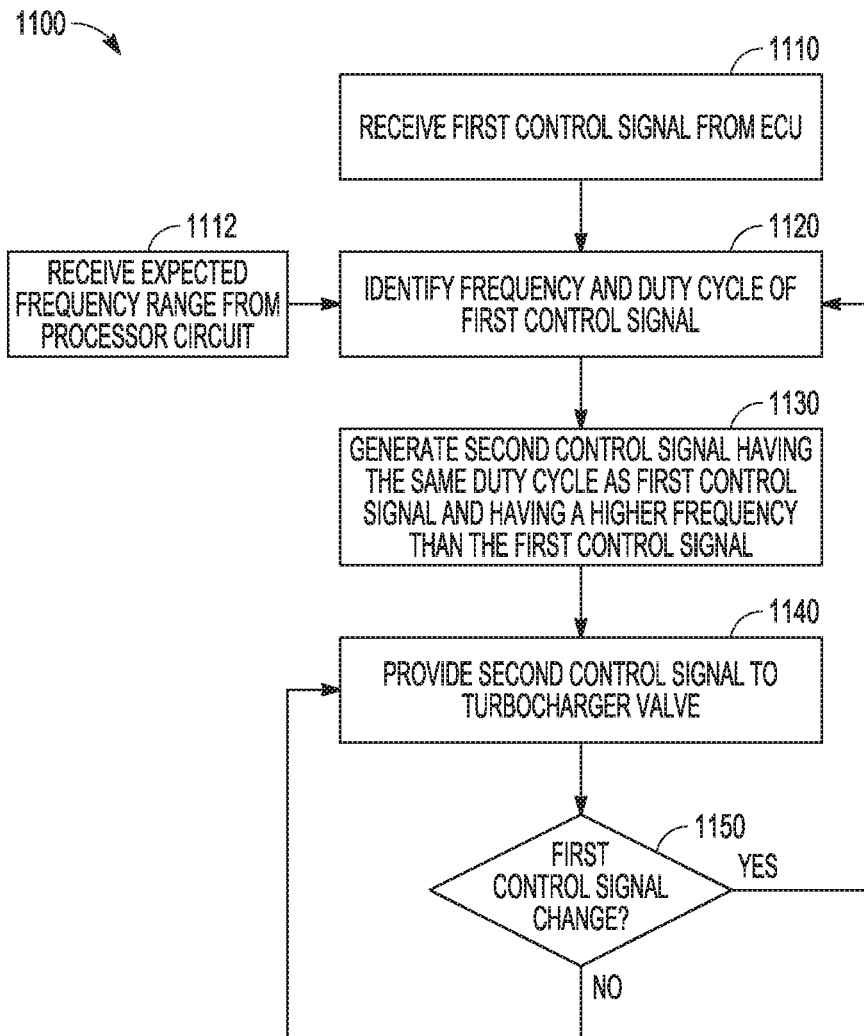 1100
1110
RECEIVE FIRST CONTROL SIGNAL FROM ECU
1112
RECEIVE EXPECTED
FREQUENCY RANGE FROM
PROCESSOR CIRCUIT
1120
IDENTIFY FREQUENCY AND DUTY CYCLE OF
FIRST CONTROL SIGNAL
1130
GENERATE SECOND CONTROL SIGNAL HAVING
THE SAME DUTY CYCLE AS FIRST CONTROL
SIGNAL AND HAVING A HIGHER FREQUENCY
THAN THE FIRST CONTROL SIGNAL
1140
PROVIDE SECOND CONTROL SIGNAL TO
TURBOCHARGER VALVE
1150
FIRST
CONTROL SIGNAL
CHANGE?
YES
NO